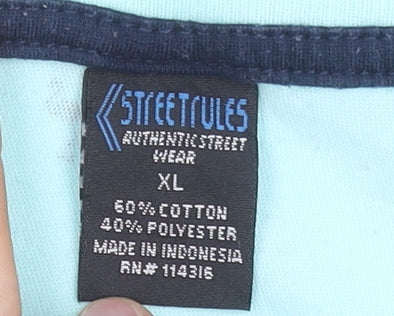 STREETRULES
AUTHENTIC STREET
WEAR
XL
60% COTTON
40% POLYESTER
MADE IN INDONESIA
RN# 114316